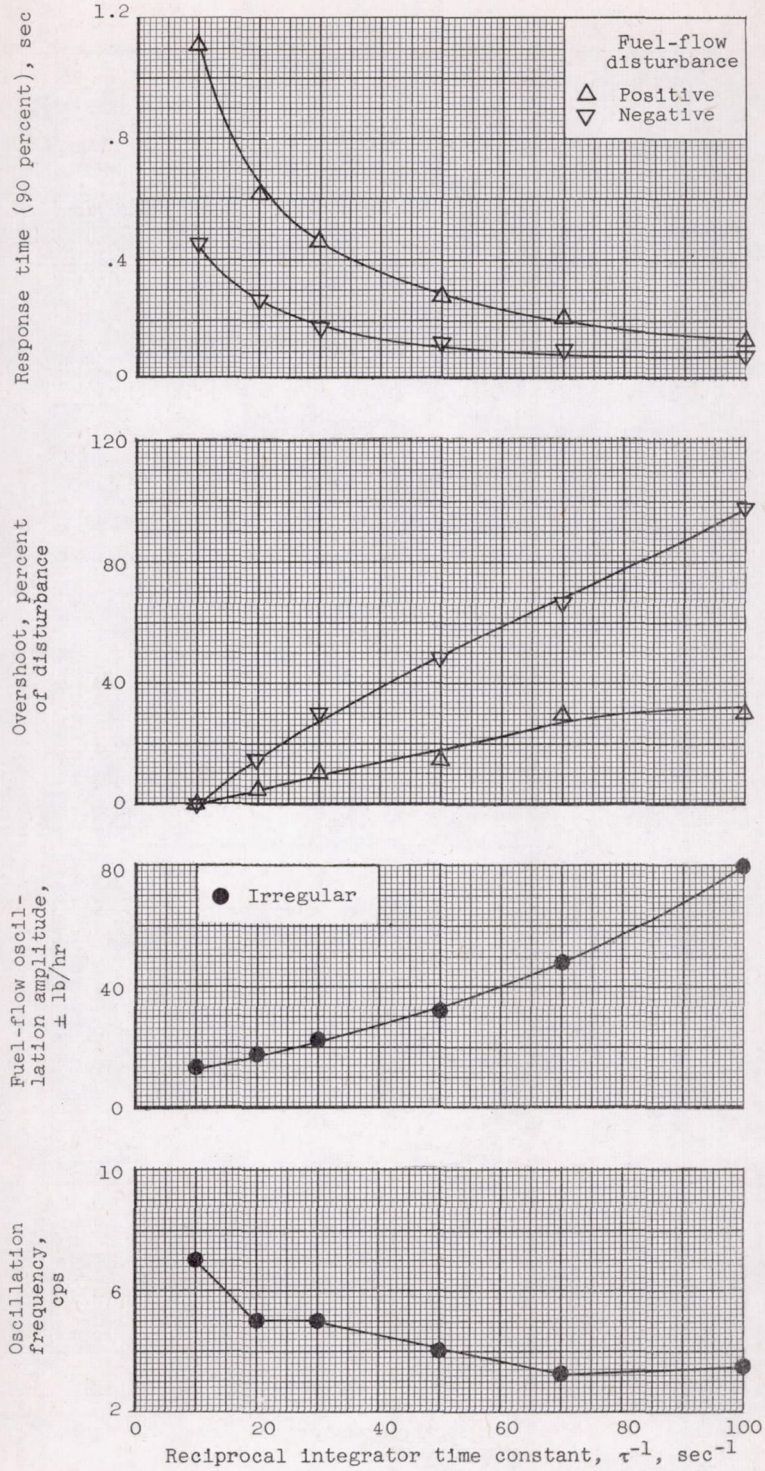 Response time (90 percent), sec
1.2
.8
.4
0
Fuel-flow
disturbance
△ Positive
▽ Negative
Overshoot, percent
of disturbance
120
80
40
0
Fuel-flow oscil-
lation amplitude,
± lb/hr
80
40
0
● Irregular
Oscillation
frequency,
cps
10
6
2
0 20 40 60 80 100
Reciprocal integrator time constant, τ⁻¹, sec⁻¹